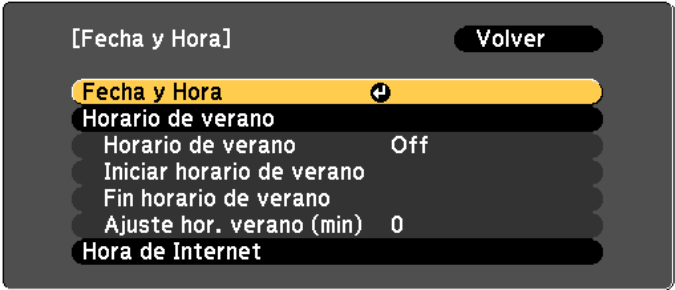 [Fecha y Hora]  Volver
Fecha y Hora
Horario de verano
Horario de verano  Off
Iniciar horario de verano
Fin horario de verano
Ajuste hor. verano (min)  0
Hora de Internet